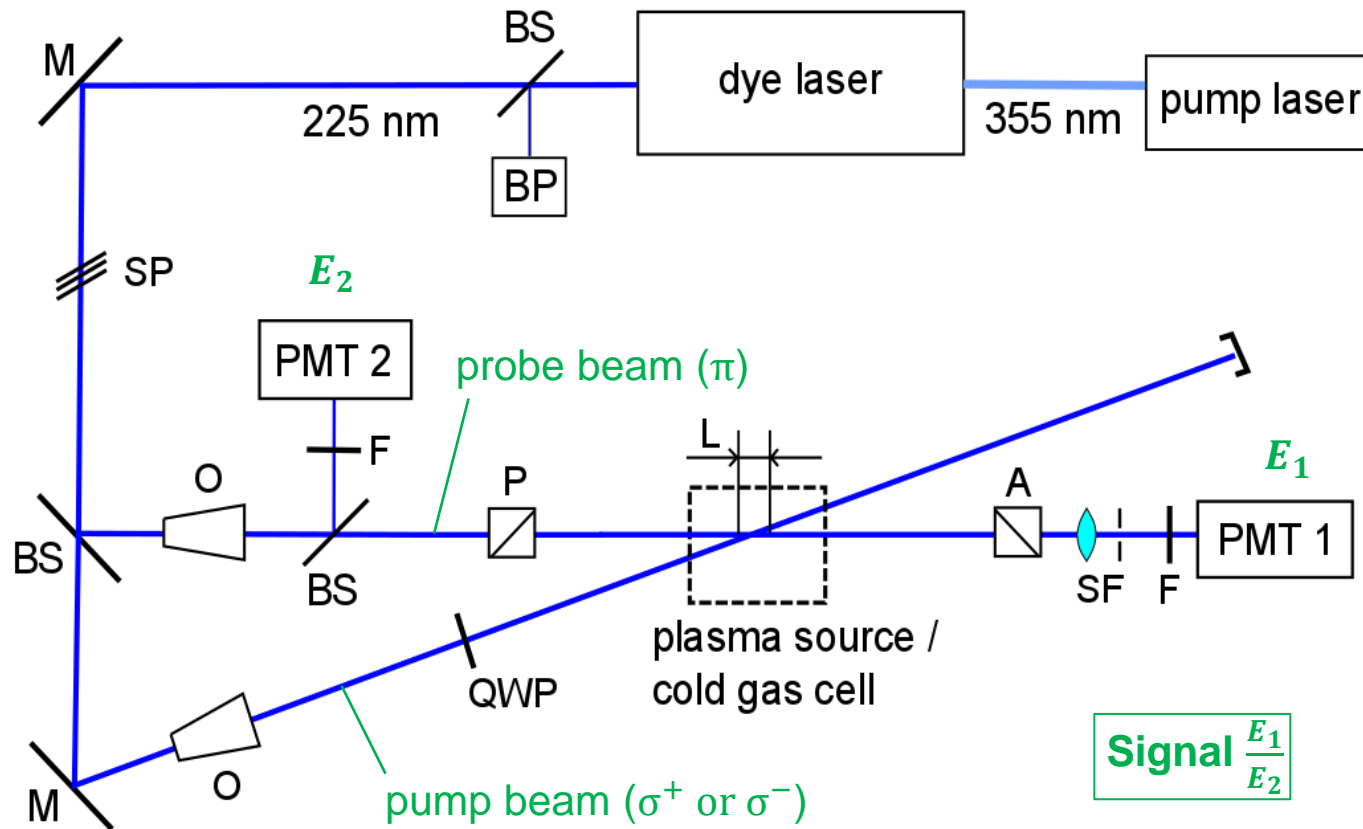 M
BS
dye laser
pump laser
225 nm
355 nm
BP
SP
E₂
PMT 2
probe beam (π)
F
L
E₁
O
P
A
PMT 1
BS
BS
SF
F
plasma source /
cold gas cell
QWP
Signal E₁/E₂
M
O
pump beam (σ⁺ or σ⁻)